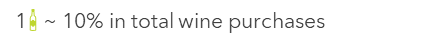 1 ~ 10% in total wine purchases